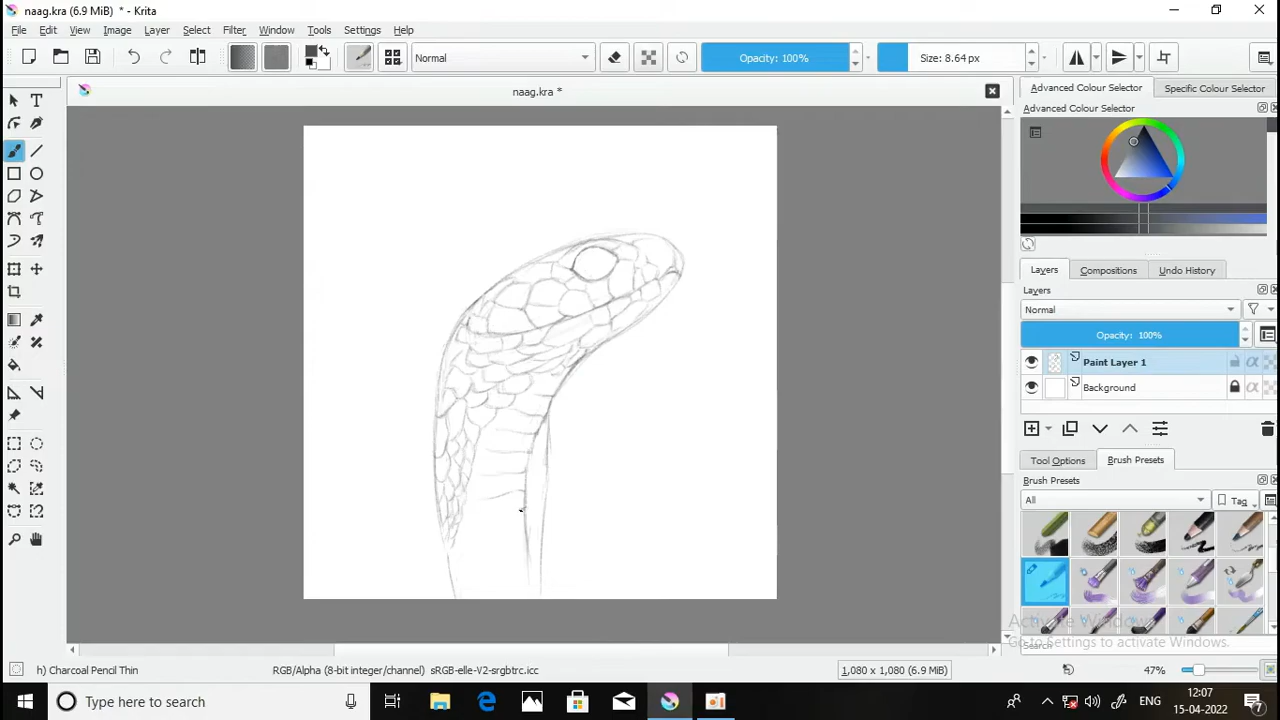 naag.kra (6.9 MiB) * - Krita
File Edit View Image Layer Select Filter Window Tools Settings Help
Normal
Opacity: 100%
Size: 8.64 px
naag.kra *
Advanced Colour Selector
Specific Colour Selector
Advanced Colour Selector
Layers
Compositions
Undo History
Layers
Normal
Opacity: 100%
Paint Layer 1
Background
Tool Options
Brush Presets
Brush Presets
All
Tag
Activate Windows
Go to Settings to activate Windows.
Search
h) Charcoal Pencil Thin
RGB/Alpha (8-bit integer/channel) sRGB-elle-V2-srgbtrc.icc
1,080 x 1,080 (6.9 MiB)
47%
Type here to search
ENG
12:07
15-04-2022
7